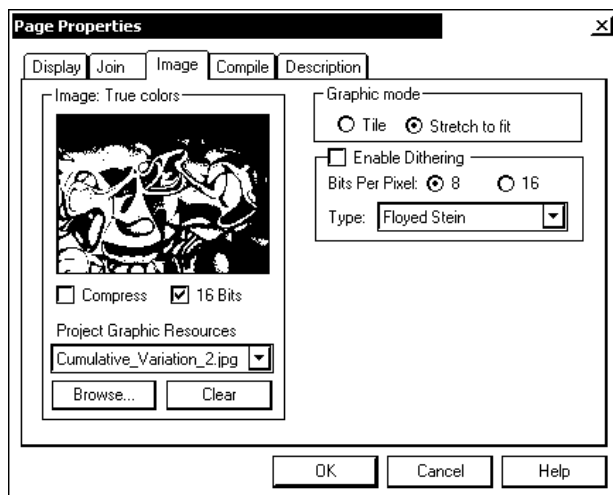 Page Properties
Display Join Image Compile Description
Image: True colors
Compress 16 Bits
Project Graphic Resources
Cumulative_Variation_2.jpg
Browse... Clear
Graphic mode
Tile Stretch to fit
Enable Dithering
Bits Per Pixel: 8 16
Type: Floyed Stein
OK Cancel Help